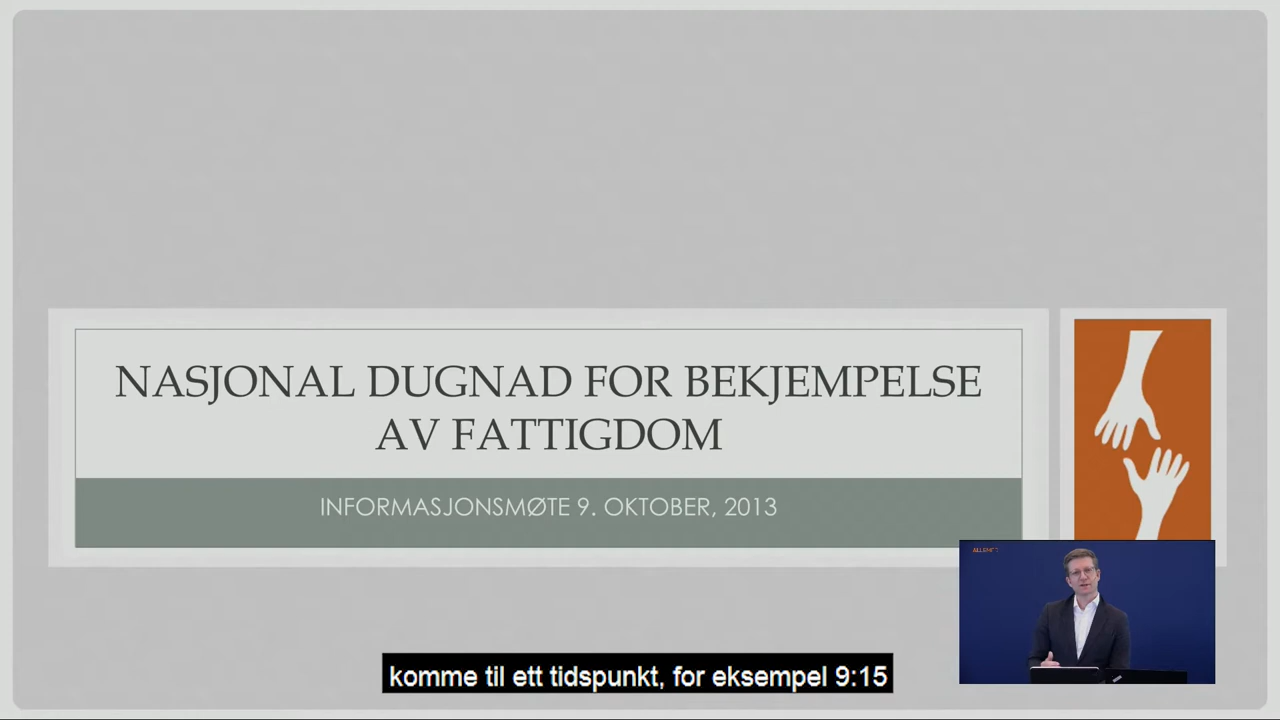 NASJONAL DUGNAD FOR BEKJEMPELSE
AV FATTIGDOM
INFORMASJONSMØTE 9. OKTOBER, 2013
komme til ett tidspunkt, for eksempel 9:15